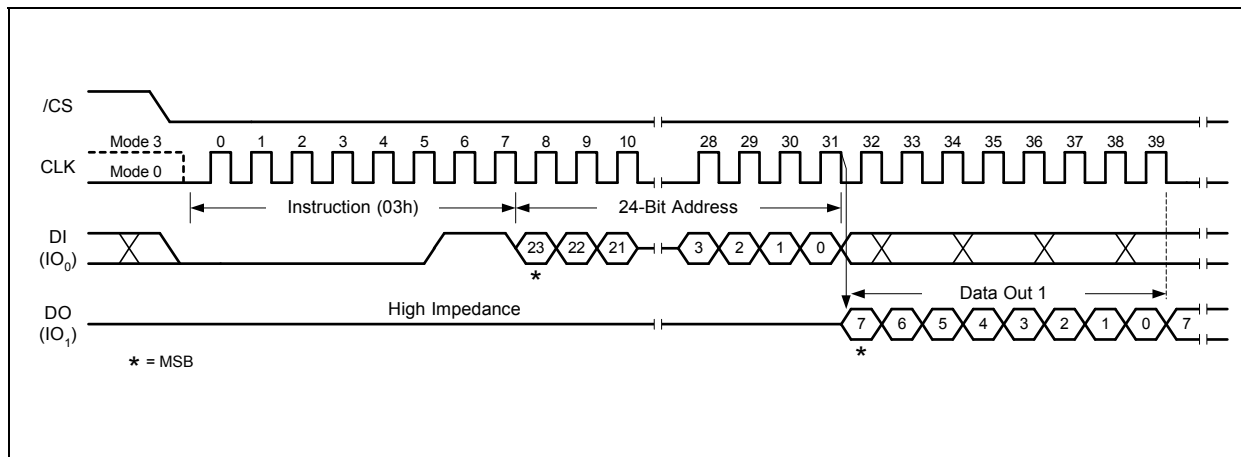 /CS
Mode 3
0 1 2 3 4 5 6 7 8 9 10 28 29 30 31 32 33 34 35 36 37 38 39
CLK
Mode 0
Instruction (03h)
24-Bit Address
DI
(IO0)
23 22 21 3 2 1 0
*
High Impedance
Data Out 1
DO
(IO1)
7 6 5 4 3 2 1 0 7
*
* = MSB